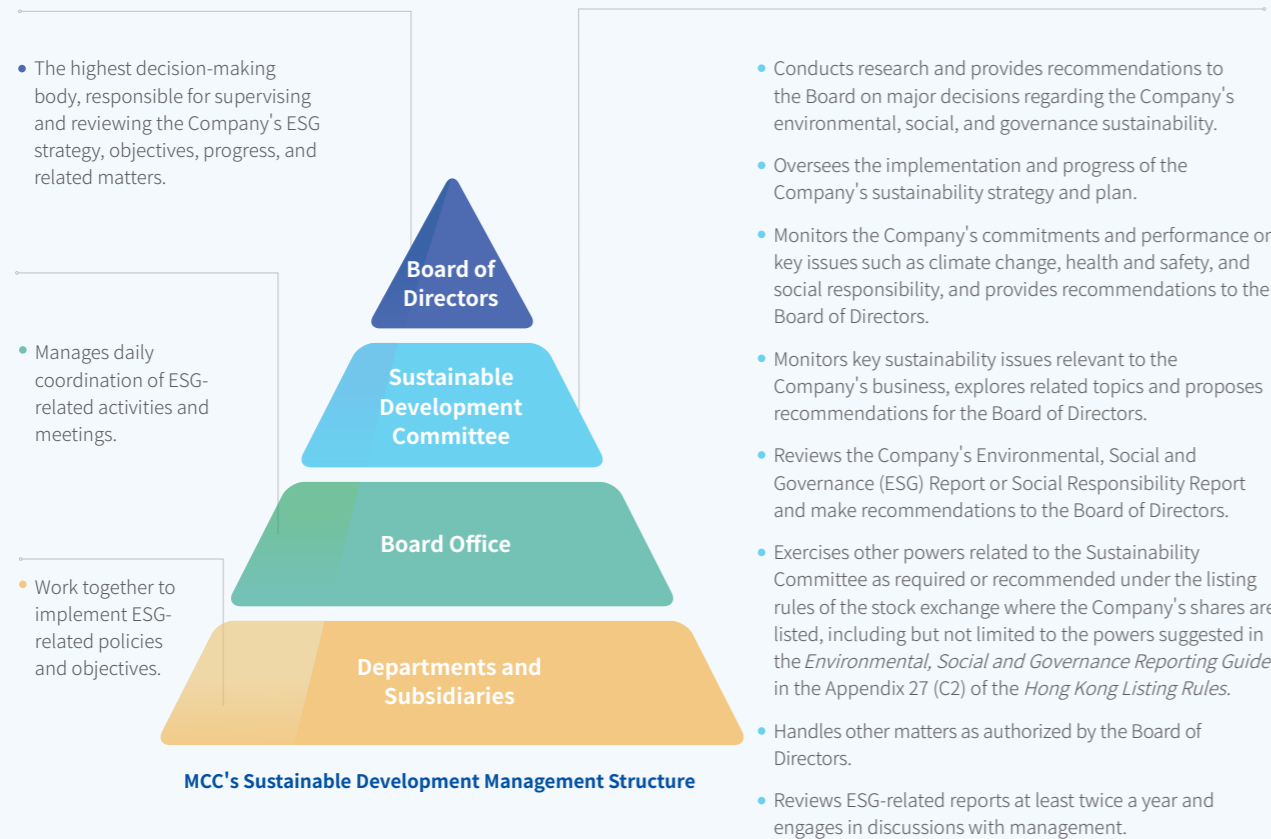 The highest decision-making
body, responsible for supervising
and reviewing the Company's ESG
strategy, objectives, progress, and
related matters.
Manages daily
coordination of ESG-
related activities and
meetings.
Work together to
implement ESG-
related policies
and objectives.
Board of
Directors
Sustainable
Development
Committee
Board Office
Departments and
Subsidiaries
MCC's Sustainable Development Management Structure
Conducts research and provides recommendations to
the Board on major decisions regarding the Company's
environmental, social, and governance sustainability.
Oversees the implementation and progress of the
Company's sustainability strategy and plan.
Monitors the Company's commitments and performance on
key issues such as climate change, health and safety, and
social responsibility, and provides recommendations to the
Board of Directors.
Monitors key sustainability issues relevant to the
Company's business, explores related topics and proposes
recommendations for the Board of Directors.
Reviews the Company's Environmental, Social and
Governance (ESG) Report or Social Responsibility Report
and make recommendations to the Board of Directors.
Exercises other powers related to the Sustainability
Committee as required or recommended under the listing
rules of the stock exchange where the Company's shares are
listed, including but not limited to the powers suggested in
the Environmental, Social and Governance Reporting Guide
in the Appendix 27 (C2) of the Hong Kong Listing Rules.
Handles other matters as authorized by the Board of
Directors.
Reviews ESG-related reports at least twice a year and
engages in discussions with management.